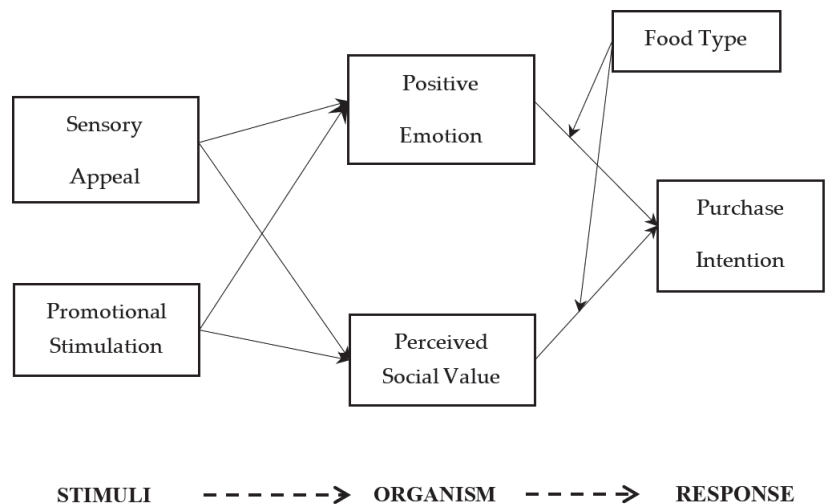 Food Type
Positive
Emotion
Sensory
Appeal
Purchase
Intention
Promotional
Stimulation
Perceived
Social Value
STIMULI
ORGANISM
RESPONSE